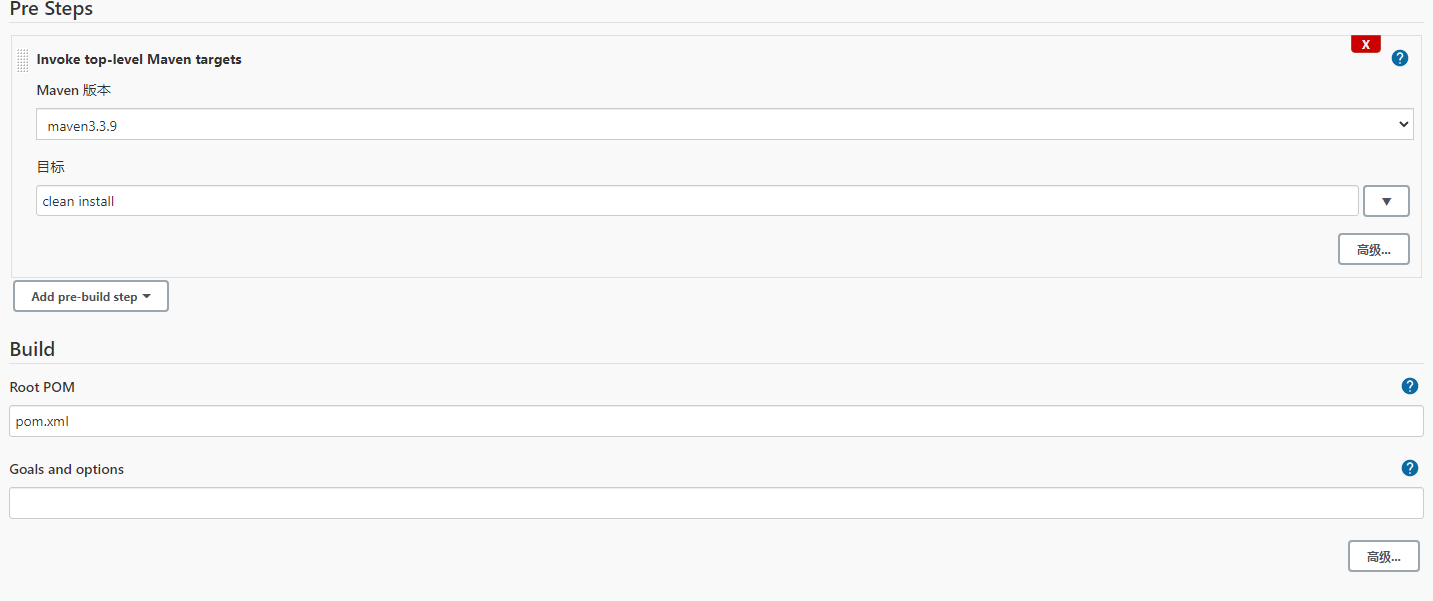 Pre Steps
X
Invoke top-level Maven targets
?
Maven 版本
maven3.3.9
目标
clean install
高级...
Add pre-build step
Build
Root POM
?
pom.xml
Goals and options
?
高级...